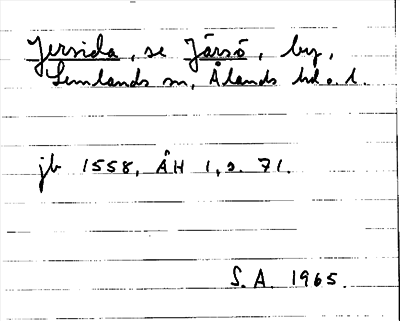 Jersida, se Järsö, by,
Lemlands sn, Ålands hd o. l.
jb 1558, ÅH 1, s. 71.
S. A. 1965.